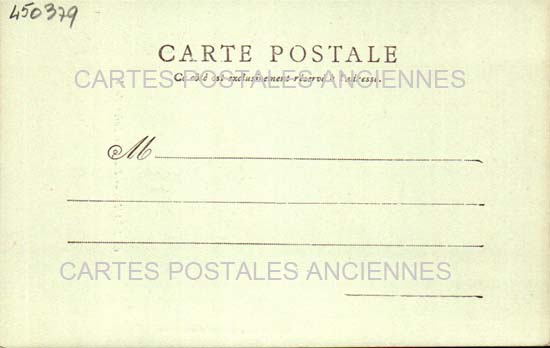 450379
CARTE POSTALE
CARTES POSTALES ANCIENNES
Ce côté est exclusivement réservé à l'adresse.
M
CARTES POSTALES ANCIENNES